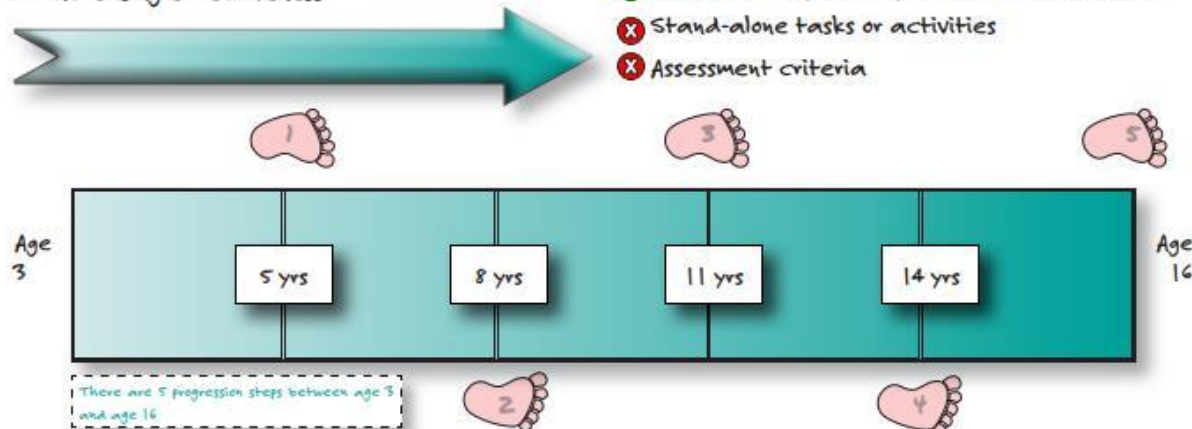 Stand-alone tasks or activities
Assessment criteria
1
3
5
Age
3
5 yrs
8 yrs
11 yrs
14 yrs
Age
16
There are 5 progression steps between age 3
and age 16
2
4